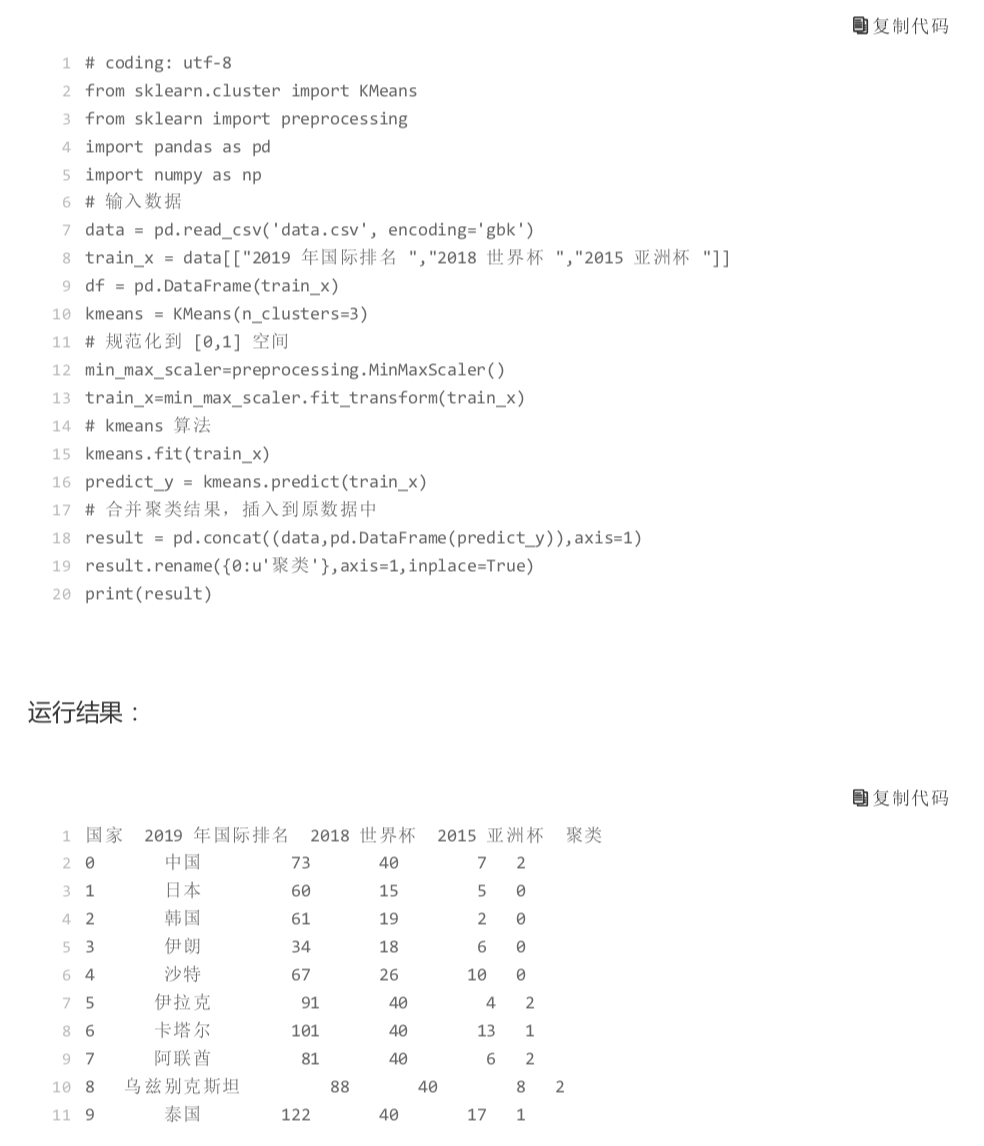 复制代码
1 # coding: utf-8
2 from sklearn.cluster import KMeans
3 from sklearn import preprocessing
4 import pandas as pd
5 import numpy as np
6 # 输入数据
7 data = pd.read_csv('data.csv', encoding='gbk')
8 train_x = data[["2019 年国际排名 ","2018 世界杯 ","2015 亚洲杯 "]]
9 df = pd.DataFrame(train_x)
10 kmeans = KMeans(n_clusters=3)
11 # 规范化到 [0,1] 空间
12 min_max_scaler=preprocessing.MinMaxScaler()
13 train_x=min_max_scaler.fit_transform(train_x)
14 # kmeans 算法
15 kmeans.fit(train_x)
16 predict_y = kmeans.predict(train_x)
17 # 合并聚类结果，插入到原数据中
18 result = pd.concat((data,pd.DataFrame(predict_y)),axis=1)
19 result.rename({0:u'聚类'},axis=1,inplace=True)
20 print(result)
运行结果：
复制代码
1 国家 2019 年国际排名 2018 世界杯 2015 亚洲杯 聚类
2 0 中国 73 40 7 2
3 1 日本 60 15 5 0
4 2 韩国 61 19 2 0
5 3 伊朗 34 18 6 0
6 4 沙特 67 26 10 0
7 5 伊拉克 91 40 4 2
8 6 卡塔尔 101 40 13 1
9 7 阿联酋 81 40 6 2
10 8 乌兹别克斯坦 88 40 8 2
11 9 泰国 122 40 17 1